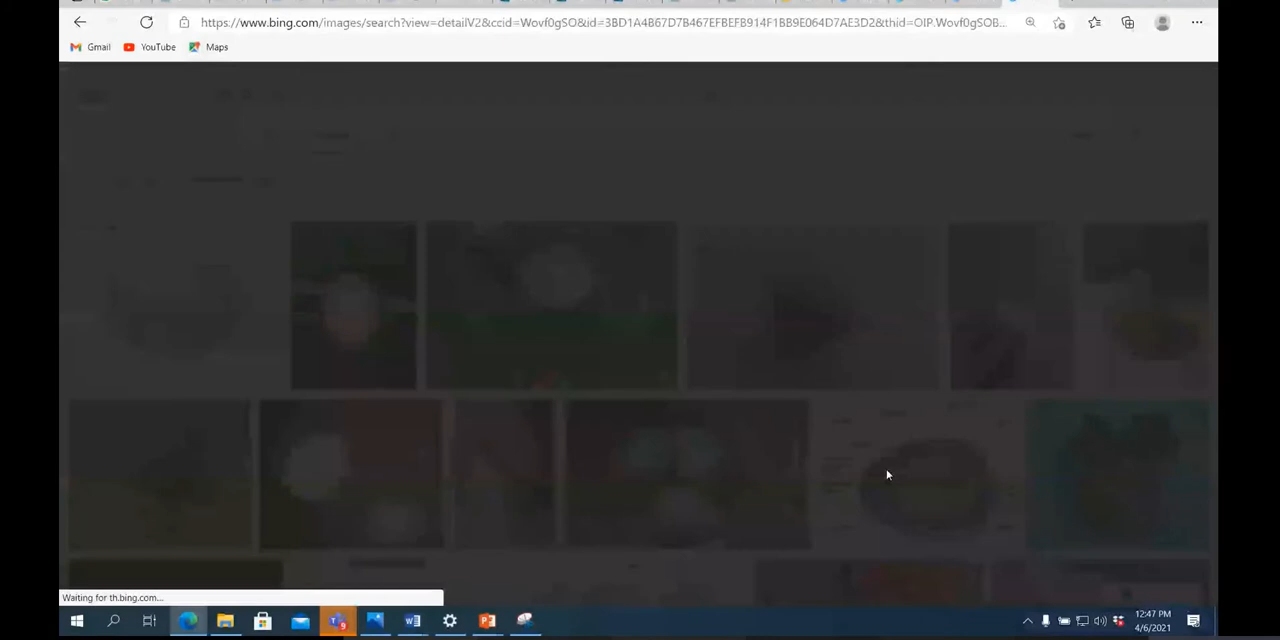 https://www.bing.com/images/search?view=detailV2&ccid=Wovf0gSO&id=3BD1A4B67D7B467EFBEFB914F1BB9E064D7AE3D2&thid=OIP.Wovf0gSOB...
Gmail YouTube Maps
Waiting for th.bing.com...
12:47 PM
4/6/2021